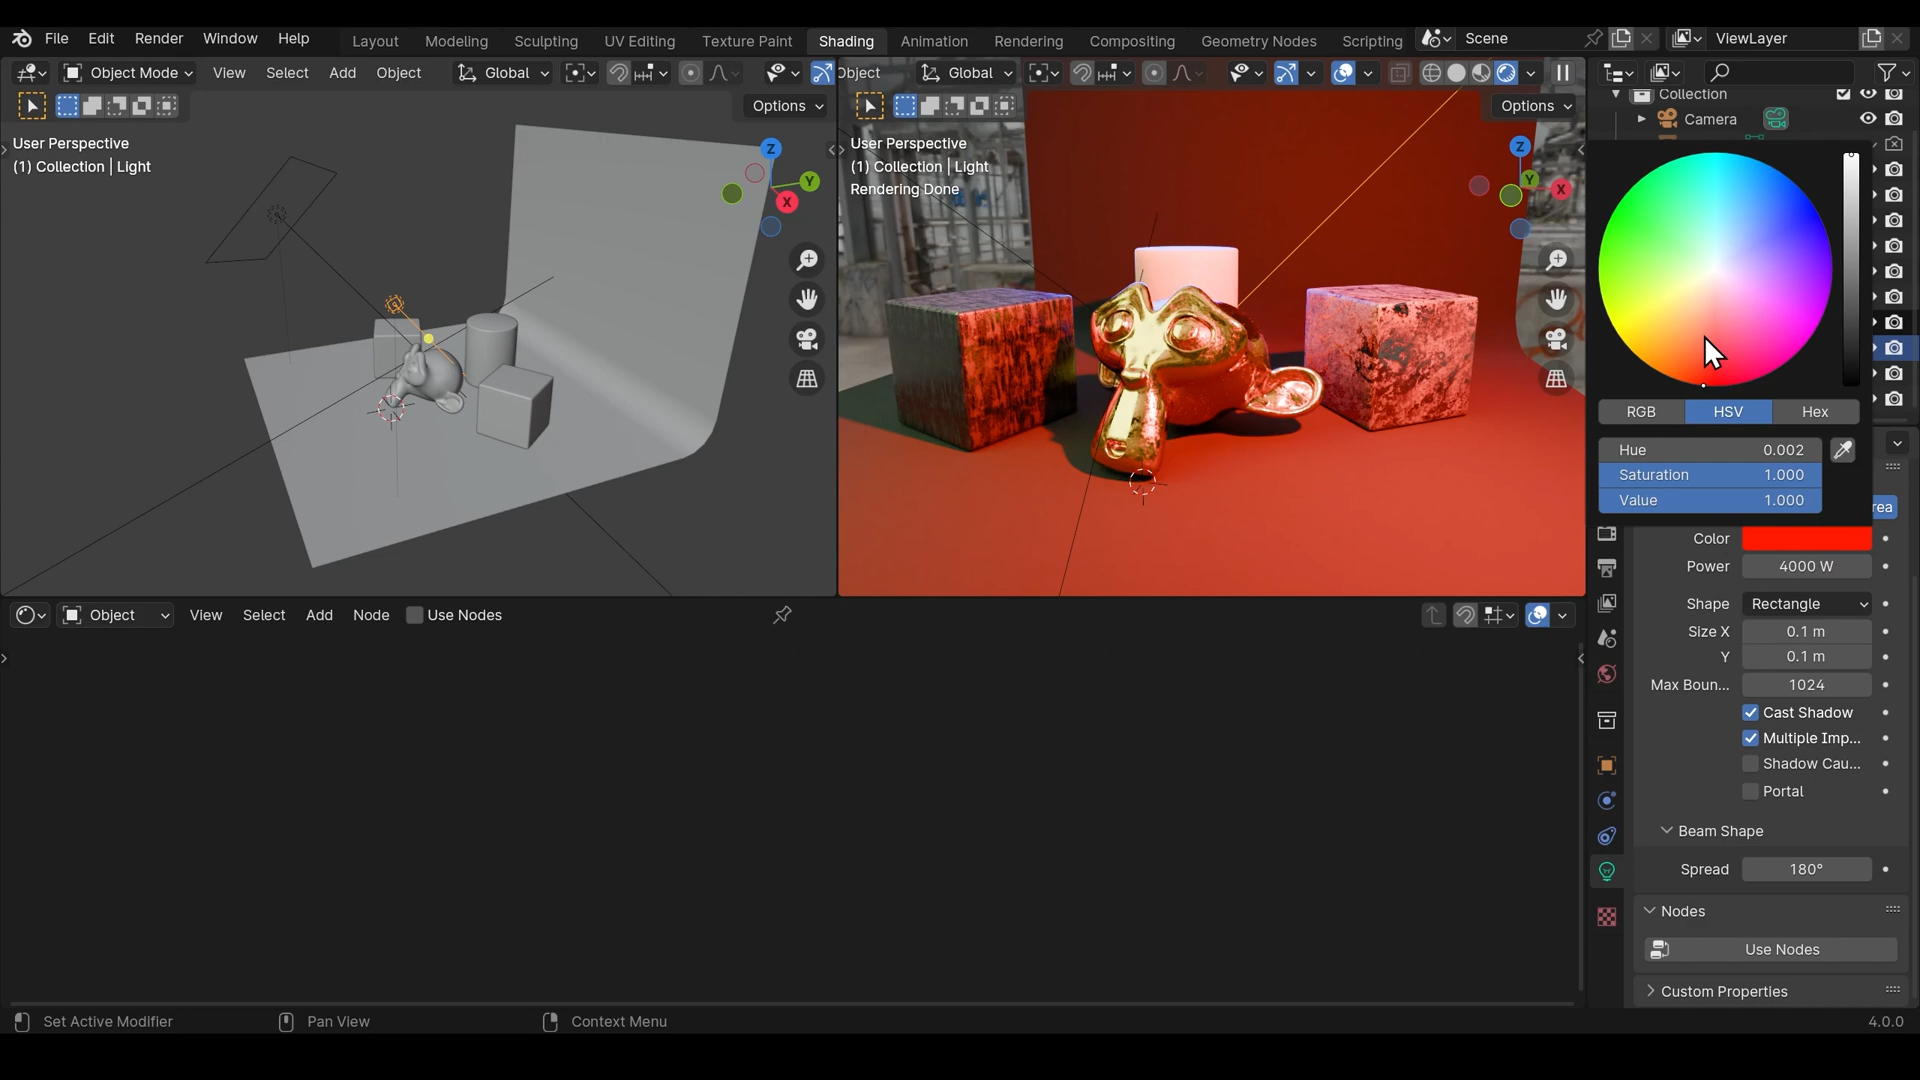 File Edit Render Window Help Layout Modeling Sculpting UV Editing Texture Paint Shading Animation Rendering Compositing Geometry Nodes Scripting Scene ViewLayer
Object Mode View Select Add Object Global
Object Global
Options
Options
Collection
Camera
User Perspective
(1) Collection | Light
User Perspective
(1) Collection | Light
Rendering Done
Z
Y
X
Z
Y
X
RGB HSV Hex
Hue 0.002
Saturation 1.000
Value 1.000
rea
Color
Power 4000 W
Shape Rectangle
Size X 0.1 m
Y 0.1 m
Max Boun... 1024
Cast Shadow
Multiple Imp...
Shadow Cau...
Portal
Beam Shape
Spread 180°
Nodes
Use Nodes
Custom Properties
Object View Select Add Node Use Nodes
Set Active Modifier Pan View Context Menu 4.0.0